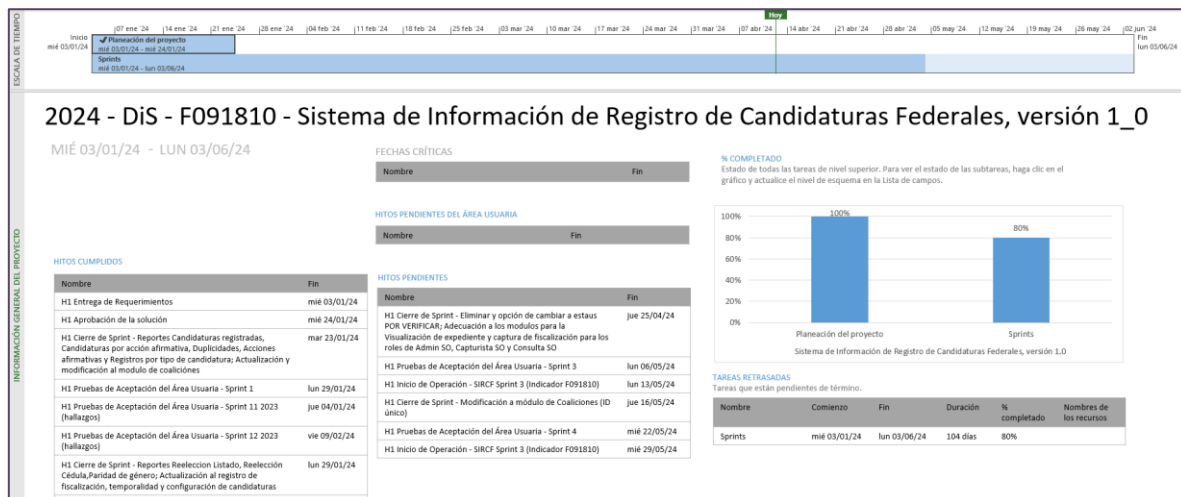 Hoy
07 ene '24 14 ene '24 21 ene '24 28 ene '24 04 feb '24 11 feb '24 18 feb '24 25 feb '24 03 mar '24 10 mar '24 17 mar '24 24 mar '24 31 mar '24 07 abr '24 14 abr '24 21 abr '24 28 abr '24 05 may '24 12 may '24 19 may '24 26 may '24 02 jun '24
ESCALA DE TIEMPO
Inicio
mié 03/01/24
Planeación del proyecto
mié 03/01/24 - mié 24/01/24
Sprints
mié 03/01/24 - lun 03/06/24
Fin
lun 03/06/24
INFORMACIÓN GENERAL DEL PROYECTO
2024 - DiS - F091810 - Sistema de Información de Registro de Candidaturas Federales, versión 1_0
MIÉ 03/01/24 - LUN 03/06/24
HITOS CUMPLIDOS
Nombre Fin
H1 Entrega de Requerimientos mié 03/01/24
H1 Aprobación de la solución mié 24/01/24
H1 Cierre de Sprint - Reportes Candidaturas registradas, mar 23/01/24
Candidaturas por acción afirmativa, Duplicidades, Acciones
afirmativas y Registros por tipo de candidatura; Actualización y
modificación al modulo de coaliciónes
H1 Pruebas de Aceptación del Área Usuaria - Sprint 1 lun 29/01/24
H1 Pruebas de Aceptación del Área Usuaria - Sprint 11 2023 jue 04/01/24
(hallazgos)
H1 Pruebas de Aceptación del Área Usuaria - Sprint 12 2023 vie 09/02/24
(hallazgos)
H1 Cierre de Sprint - Reportes Reeleccion Listado, Reelección lun 29/01/24
Cédula,Paridad de género; Actualización al registro de
fiscalización, temporalidad y configuración de candidaturas
FECHAS CRÍTICAS
Nombre Fin
HITOS PENDIENTES DEL ÁREA USUARIA
Nombre Fin
HITOS PENDIENTES
Nombre Fin
H1 Cierre de Sprint - Eliminar y opción de cambiar a estaus jue 25/04/24
POR VERIFICAR; Adecuación a los modulos para la
Visualización de expediente y captura de fiscalización para los
roles de Admin SO, Capturista SO y Consulta SO
H1 Pruebas de Aceptación del Área Usuaria - Sprint 3 lun 06/05/24
H1 Inicio de Operación - SIRCF Sprint 3 (Indicador F091810) lun 13/05/24
H1 Cierre de Sprint - Modificación a módulo de Coaliciones (ID jue 16/05/24
único)
H1 Pruebas de Aceptación del Área Usuaria - Sprint 4 mié 22/05/24
H1 Inicio de Operación - SIRCF Sprint 3 (Indicador F091810) mié 29/05/24
% COMPLETADO
Estado de todas las tareas de nivel superior. Para ver el estado de las subtareas, haga clic en el
gráfico y actualice el nivel de esquema en la Lista de campos.
100%
80%
60%
40%
20%
0%
100%
80%
Planeación del proyecto Sprints
Sistema de Información de Registro de Candidaturas Federales, versión 1.0
TAREAS RETRASADAS
Tareas que están pendientes de término.
Nombre Comienzo Fin Duración % completado Nombres de los recursos
Sprints mié 03/01/24 lun 03/06/24 104 días 80%